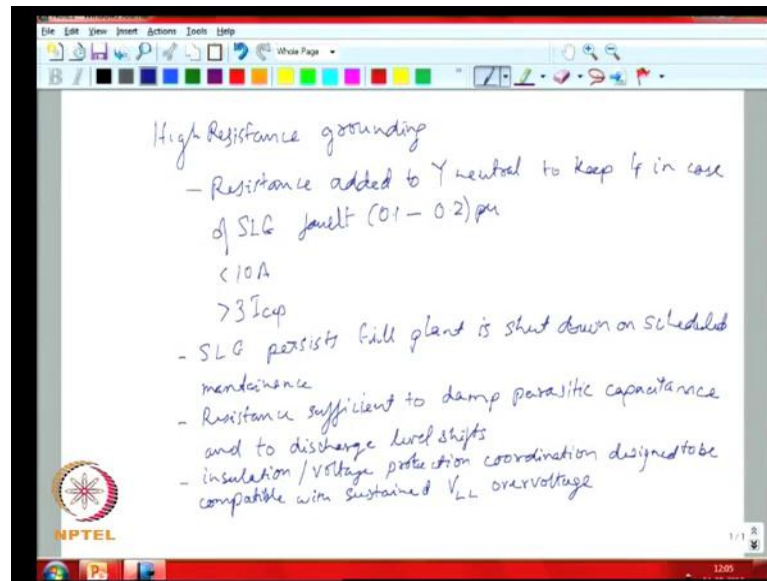 File Edit View Insert Actions Tools Help
Whole Page
B I
High Resistance grounding
- Resistance added to Y neutral to keep If in case
of SLG fault (0.1 - 0.2) pu
< 10A
> 3 Icap
- SLG persists till plant is shut down on scheduled
maintainence
- Resistance sufficient to damp parasitic capacitance
and to discharge level shifts
- insulation / voltage protection coordination designed to be
compatible with sustained VLL overvoltage
NPTEL
1/1
12:05